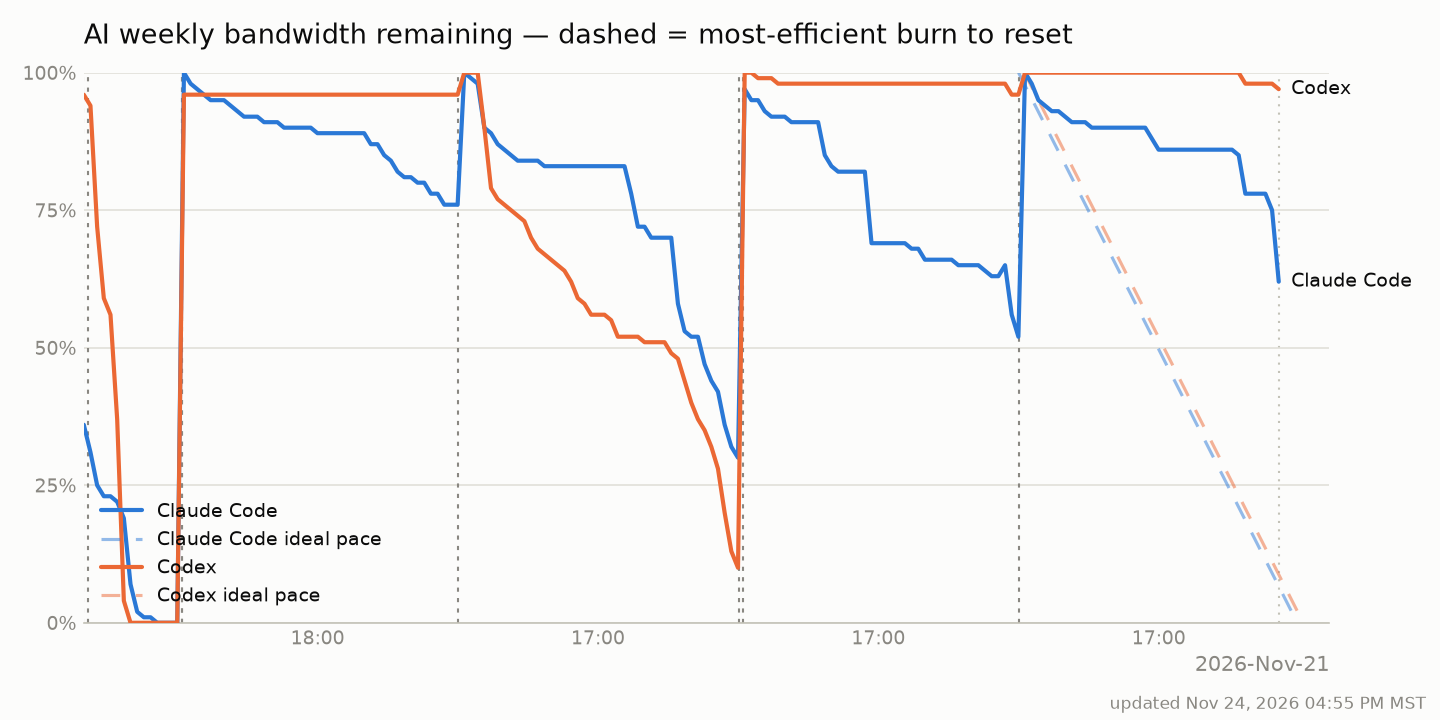 AI weekly bandwidth remaining — dashed = most-efficient burn to reset
100%
75%
50%
25%
0%
Codex
Claude Code
Claude Code
Claude Code ideal pace
Codex
Codex ideal pace
18:00 17:00 17:00 17:00
2026-Nov-21
updated Nov 24, 2026 04:55 PM MST